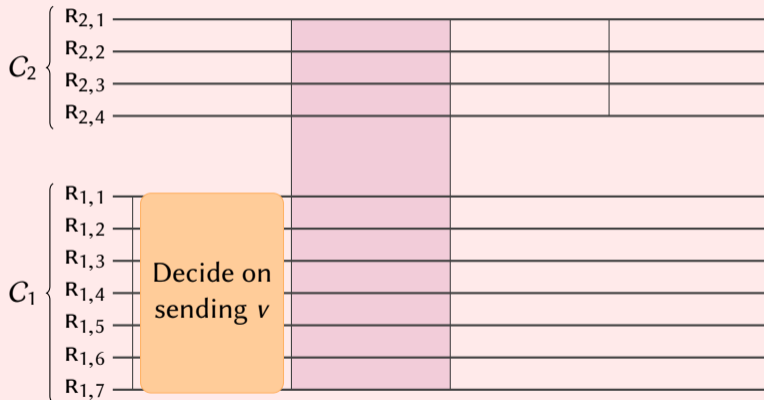 C₂
R₂,₁
R₂,₂
R₂,₃
R₂,₄
C₁
R₁,₁
R₁,₂
R₁,₃
R₁,₄
R₁,₅
R₁,₆
R₁,₇
Decide on
sending v